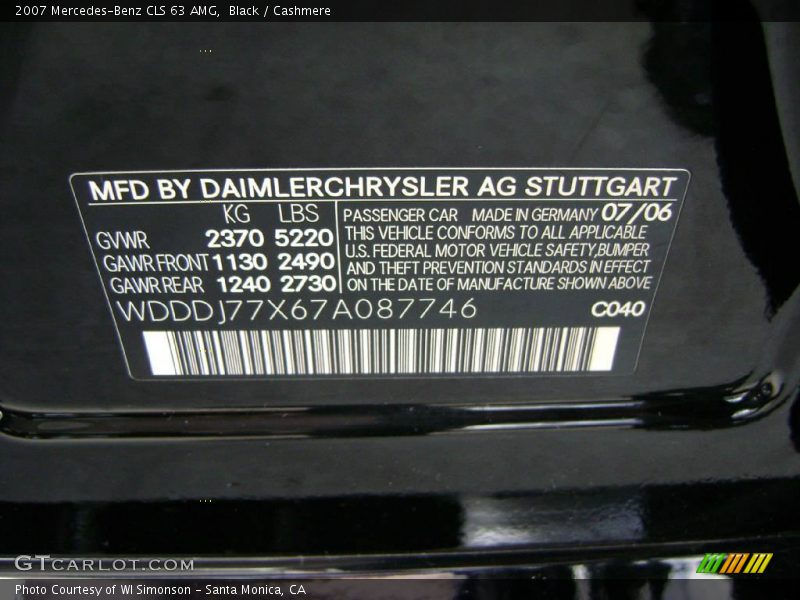 2007 Mercedes-Benz CLS 63 AMG, Black / Cashmere
MFD BY DAIMLERCHRYSLER AG STUTTGART
KG LBS
GVWR 2370 5220
GAWR FRONT 1130 2490
GAWR REAR 1240 2730
PASSENGER CAR MADE IN GERMANY 07/06
THIS VEHICLE CONFORMS TO ALL APPLICABLE
U.S. FEDERAL MOTOR VEHICLE SAFETY, BUMPER
AND THEFT PREVENTION STANDARDS IN EFFECT
ON THE DATE OF MANUFACTURE SHOWN ABOVE
WDDDJ77X67A087746 C040
GTCARLOT.COM
Photo Courtesy of WI Simonson - Santa Monica, CA